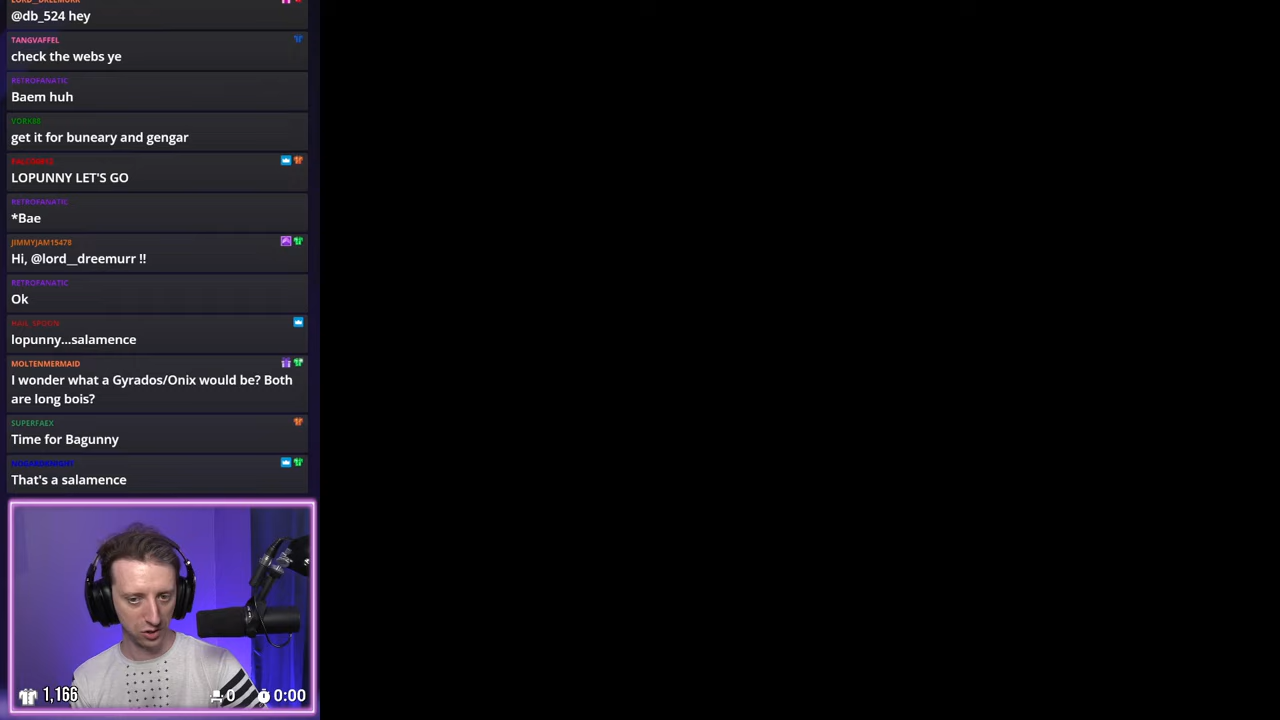 @db_524 hey
TANGVAFFEL
check the webs ye
RETROFANATIC
Baem huh
VORK88
get it for buneary and gengar
LOPUNNY LET'S GO
RETROFANATIC
*Bae
JIMMYJAM15478
Hi, @lord__dreemurr !!
RETROFANATIC
Ok
HAIL_SPOON
lopunny...salamence
MOLTENMERMAID
I wonder what a Gyrados/Onix would be? Both
are long bois?
SUPERFAEX
Time for Bagunny
That's a salamence
1,166
0
0:00